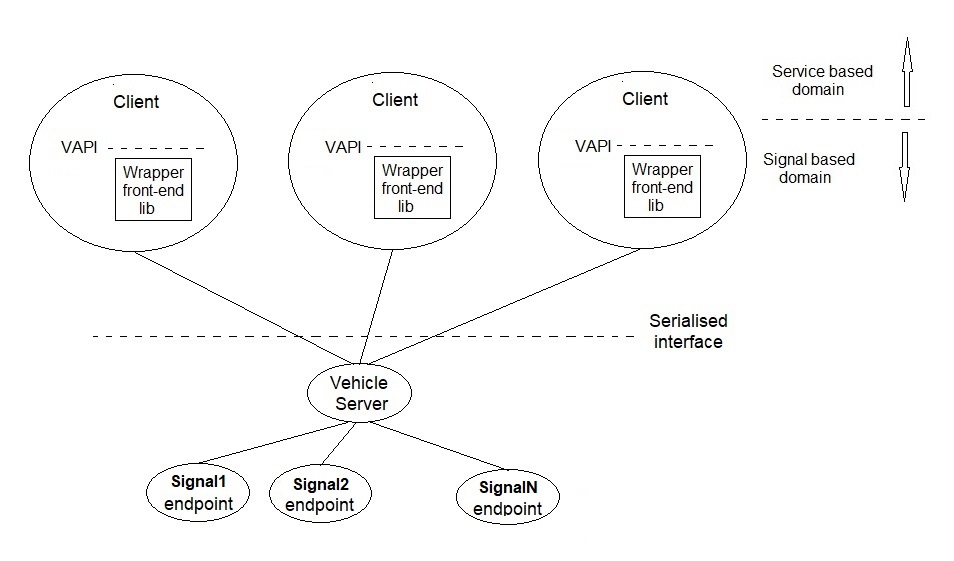 Client
VAPI
Wrapper
front-end
lib
Client
VAPI
Wrapper
front-end
lib
Client
VAPI
Wrapper
front-end
lib
Service based
domain
Signal based
domain
Serialised
interface
Vehicle
Server
Signal1
endpoint
Signal2
endpoint
SignalN
endpoint